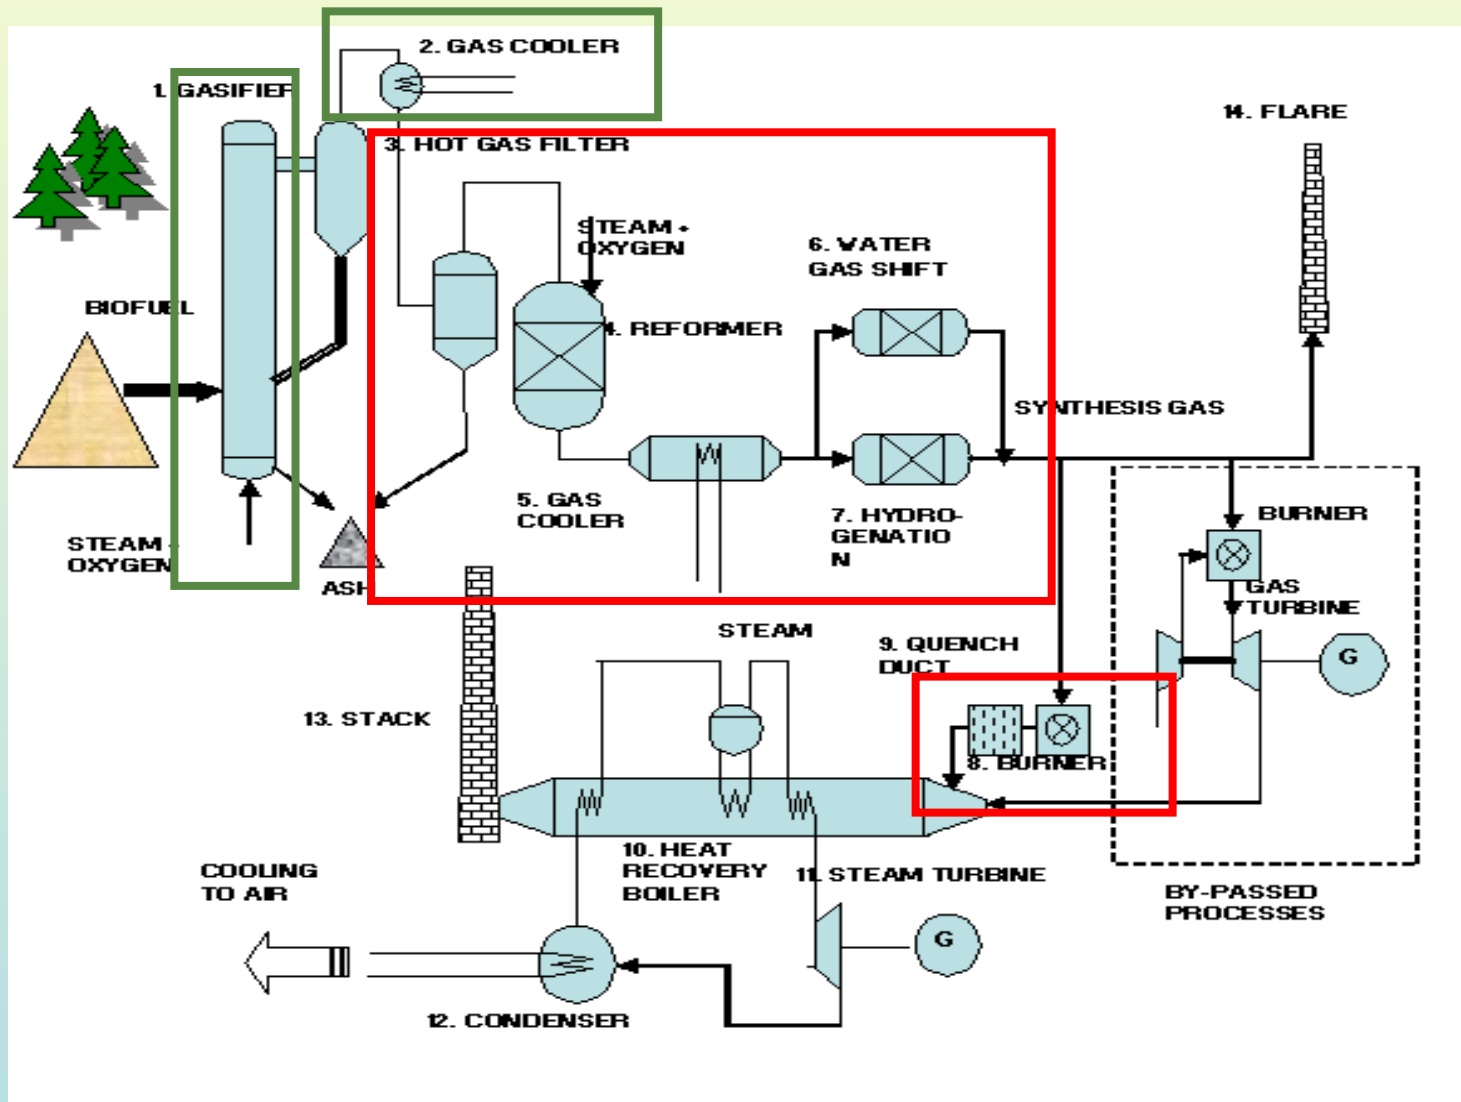 2. GAS COOLER
1. GASIFIER
14. FLARE
3. HOT GAS FILTER
STEAM +
OXYGEN
6. WATER
GAS SHIFT
BIOFUEL
4. REFORMER
SYNTHESIS GAS
5. GAS
COOLER
7. HYDRO-
GENATIO
N
BURNER
STEAM +
OXYGEN
ASH
GAS
TURBINE
STEAM
9. QUENCH
DUCT
G
13. STACK
8. BURNER
10. HEAT
RECOVERY
BOILER
11. STEAM TURBINE
COOLING
TO AIR
BY-PASSED
PROCESSES
G
12. CONDENSER